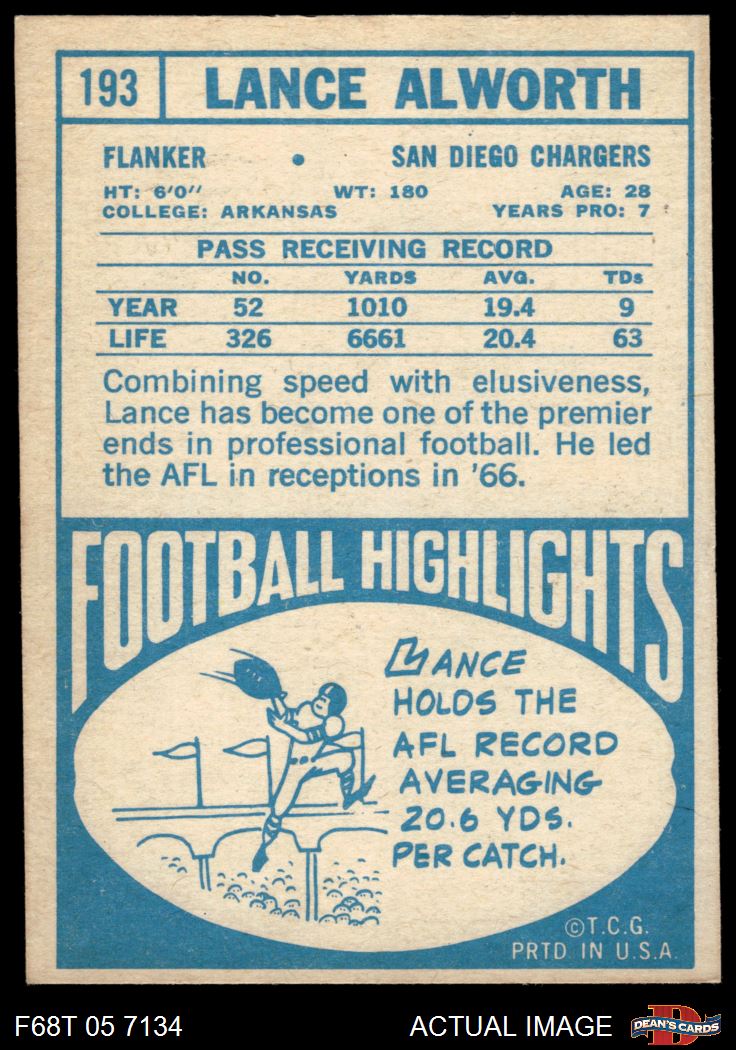 193 LANCE ALWORTH
FLANKER • SAN DIEGO CHARGERS
HT: 6'0" WT: 180 AGE: 28
COLLEGE: ARKANSAS YEARS PRO: 7
PASS RECEIVING RECORD
NO. YARDS AVG. TDs
YEAR 52 1010 19.4 9
LIFE 326 6661 20.4 63
Combining speed with elusiveness,
Lance has become one of the premier
ends in professional football. He led
the AFL in receptions in '66.
FOOTBALL HIGHLIGHTS
LANCE
HOLDS THE
AFL RECORD
AVERAGING
20.6 YDS.
PER CATCH.
© T.C.G.
PRTD. IN U.S.A.
F68T 05 7134 ACTUAL IMAGE DEAN'S CARDS